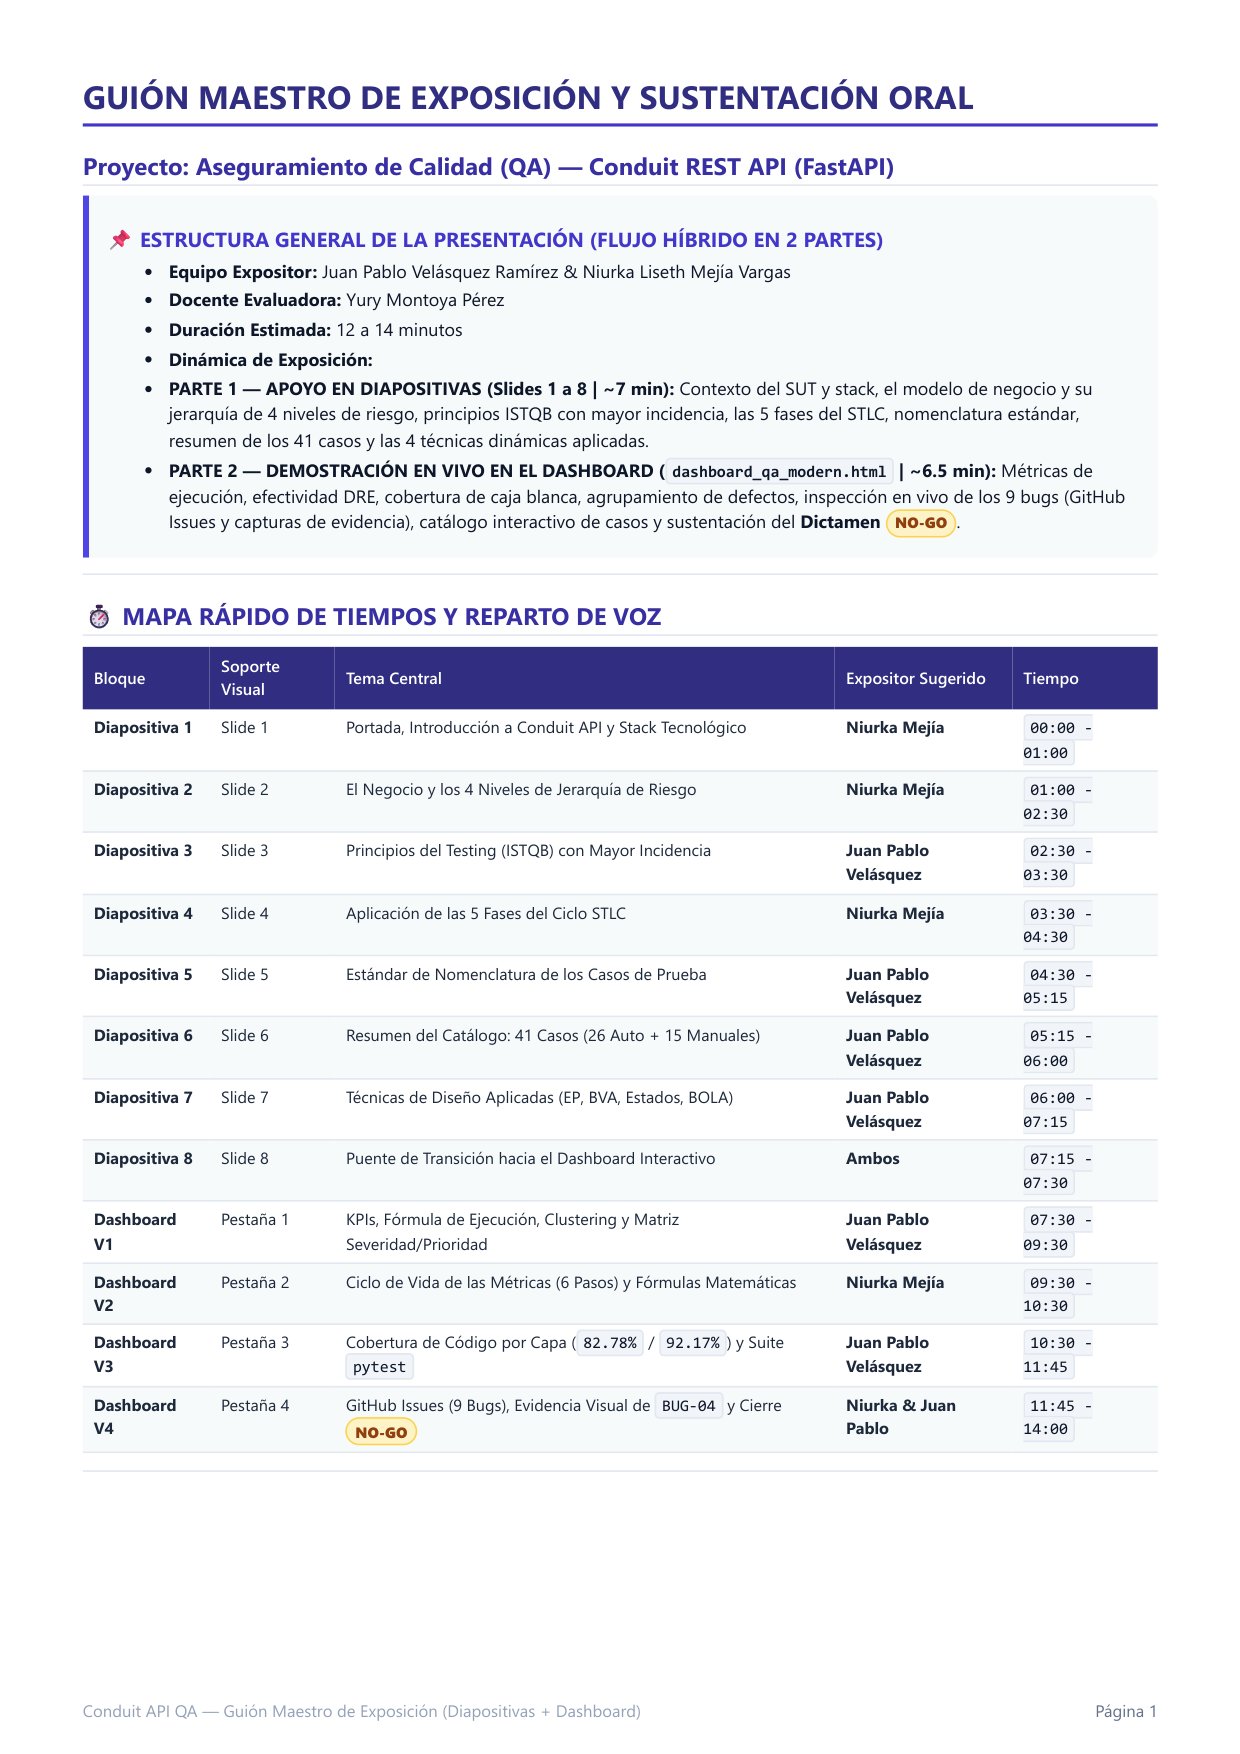 GUIÓN MAESTRO DE EXPOSICIÓN Y SUSTENTACIÓN ORAL
Proyecto: Aseguramiento de Calidad (QA) — Conduit REST API (FastAPI)
📌 ESTRUCTURA GENERAL DE LA PRESENTACIÓN (FLUJO HÍBRIDO EN 2 PARTES)
• Equipo Expositor: Juan Pablo Velásquez Ramírez & Niurka Liseth Mejía Vargas
• Docente Evaluadora: Yury Montoya Pérez
• Duración Estimada: 12 a 14 minutos
• Dinámica de Exposición:
• PARTE 1 — APOYO EN DIAPOSITIVAS (Slides 1 a 8 | ~7 min): Contexto del SUT y stack, el modelo de negocio y su
jerarquía de 4 niveles de riesgo, principios ISTQB con mayor incidencia, las 5 fases del STLC, nomenclatura estándar,
resumen de los 41 casos y las 4 técnicas dinámicas aplicadas.
• PARTE 2 — DEMOSTRACIÓN EN VIVO EN EL DASHBOARD (dashboard_qa_modern.html | ~6.5 min): Métricas de
ejecución, efectividad DRE, cobertura de caja blanca, agrupamiento de defectos, inspección en vivo de los 9 bugs (GitHub
Issues y capturas de evidencia), catálogo interactivo de casos y sustentación del Dictamen NO-GO.
⏱ MAPA RÁPIDO DE TIEMPOS Y REPARTO DE VOZ
Bloque Soporte Visual Tema Central Expositor Sugerido Tiempo
Diapositiva 1 Slide 1 Portada, Introducción a Conduit API y Stack Tecnológico Niurka Mejía 00:00 - 01:00
Diapositiva 2 Slide 2 El Negocio y los 4 Niveles de Jerarquía de Riesgo Niurka Mejía 01:00 - 02:30
Diapositiva 3 Slide 3 Principios del Testing (ISTQB) con Mayor Incidencia Juan Pablo Velásquez 02:30 - 03:30
Diapositiva 4 Slide 4 Aplicación de las 5 Fases del Ciclo STLC Niurka Mejía 03:30 - 04:30
Diapositiva 5 Slide 5 Estándar de Nomenclatura de los Casos de Prueba Juan Pablo Velásquez 04:30 - 05:15
Diapositiva 6 Slide 6 Resumen del Catálogo: 41 Casos (26 Auto + 15 Manuales) Juan Pablo Velásquez 05:15 - 06:00
Diapositiva 7 Slide 7 Técnicas de Diseño Aplicadas (EP, BVA, Estados, BOLA) Juan Pablo Velásquez 06:00 - 07:15
Diapositiva 8 Slide 8 Puente de Transición hacia el Dashboard Interactivo Ambos 07:15 - 07:30
Dashboard V1 Pestaña 1 KPIs, Fórmula de Ejecución, Clustering y Matriz Severidad/Prioridad Juan Pablo Velásquez 07:30 - 09:30
Dashboard V2 Pestaña 2 Ciclo de Vida de las Métricas (6 Pasos) y Fórmulas Matemáticas Niurka Mejía 09:30 - 10:30
Dashboard V3 Pestaña 3 Cobertura de Código por Capa (82.78% / 92.17%) y Suite pytest Juan Pablo Velásquez 10:30 - 11:45
Dashboard V4 Pestaña 4 GitHub Issues (9 Bugs), Evidencia Visual de BUG-04 y Cierre NO-GO Niurka & Juan Pablo 11:45 - 14:00
Conduit API QA — Guión Maestro de Exposición (Diapositivas + Dashboard)
Página 1